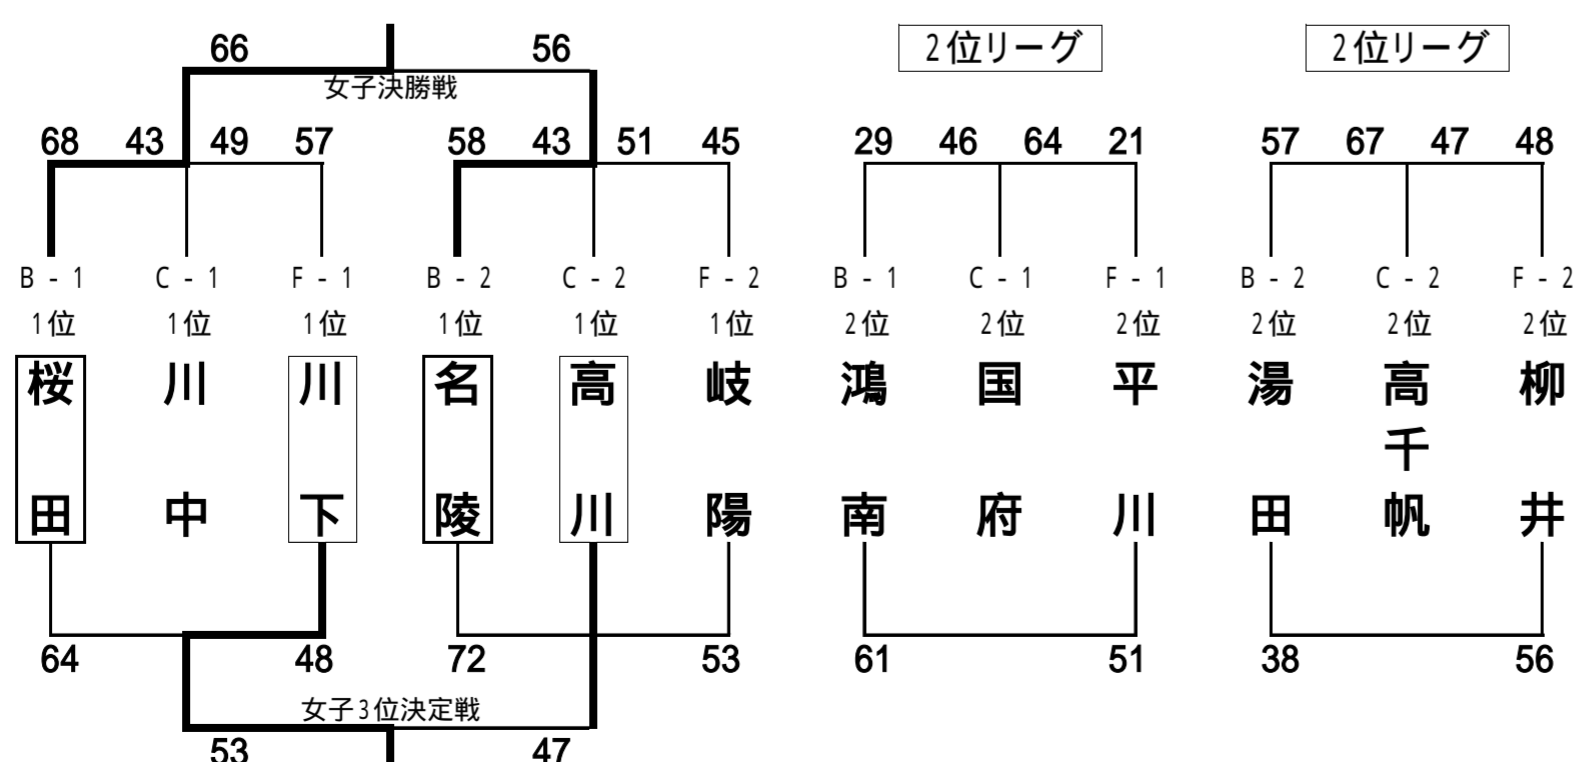 66 56 2位リーグ 2位リーグ
女子決勝戦
68 43 49 57 58 43 51 45 29 46 64 21 57 67 47 48
B - 1 C - 1 F - 1 B - 2 C - 2 F - 2 B - 1 C - 1 F - 1 B - 2 C - 2 F - 2
1位 1位 1位 1位 1位 1位 2位 2位 2位 2位 2位 2位
桜田 川中 川下 名陵 高川 岐陽 鴻南 国府 平川 湯田 高千帆 柳井
64 48 72 53 61 51 38 56
女子3位決定戦
53 47